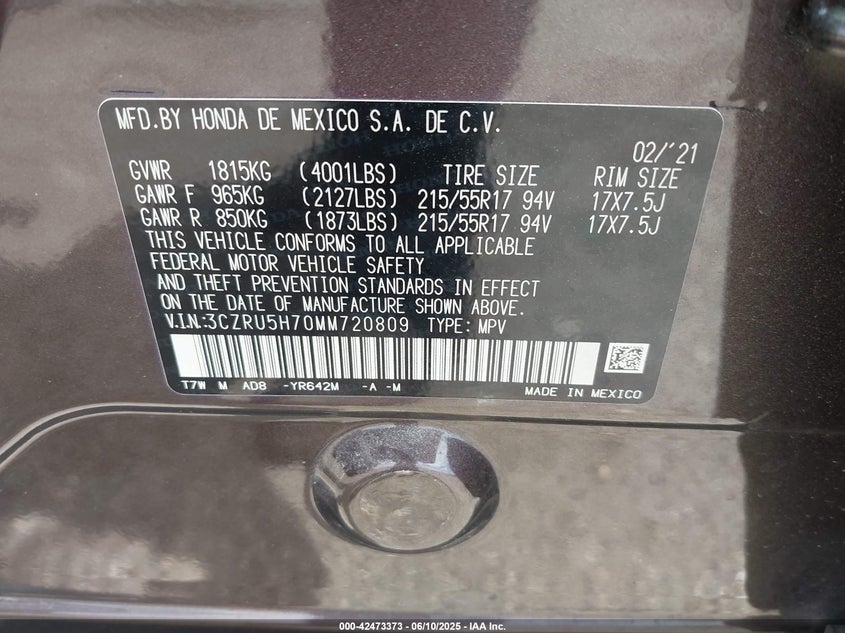 MFD.BY HONDA DE MEXICO S.A. DE C.V.
02/'21
GVWR 1815KG (4001LBS) TIRE SIZE RIM SIZE
GAWR F 965KG (2127LBS) 215/55R17 94V 17X7.5J
GAWR R 850KG (1873LBS) 215/55R17 94V 17X7.5J
THIS VEHICLE CONFORMS TO ALL APPLICABLE
FEDERAL MOTOR VEHICLE SAFETY
AND THEFT PREVENTION STANDARDS IN EFFECT
ON THE DATE OF MANUFACTURE SHOWN ABOVE.
V.I.N:3CZRU5H70MM720809 TYPE: MPV
T7W M AD8 -YR642M -A -M
MADE IN MEXICO
000-42473373 - 06/10/2025 - IAA Inc.